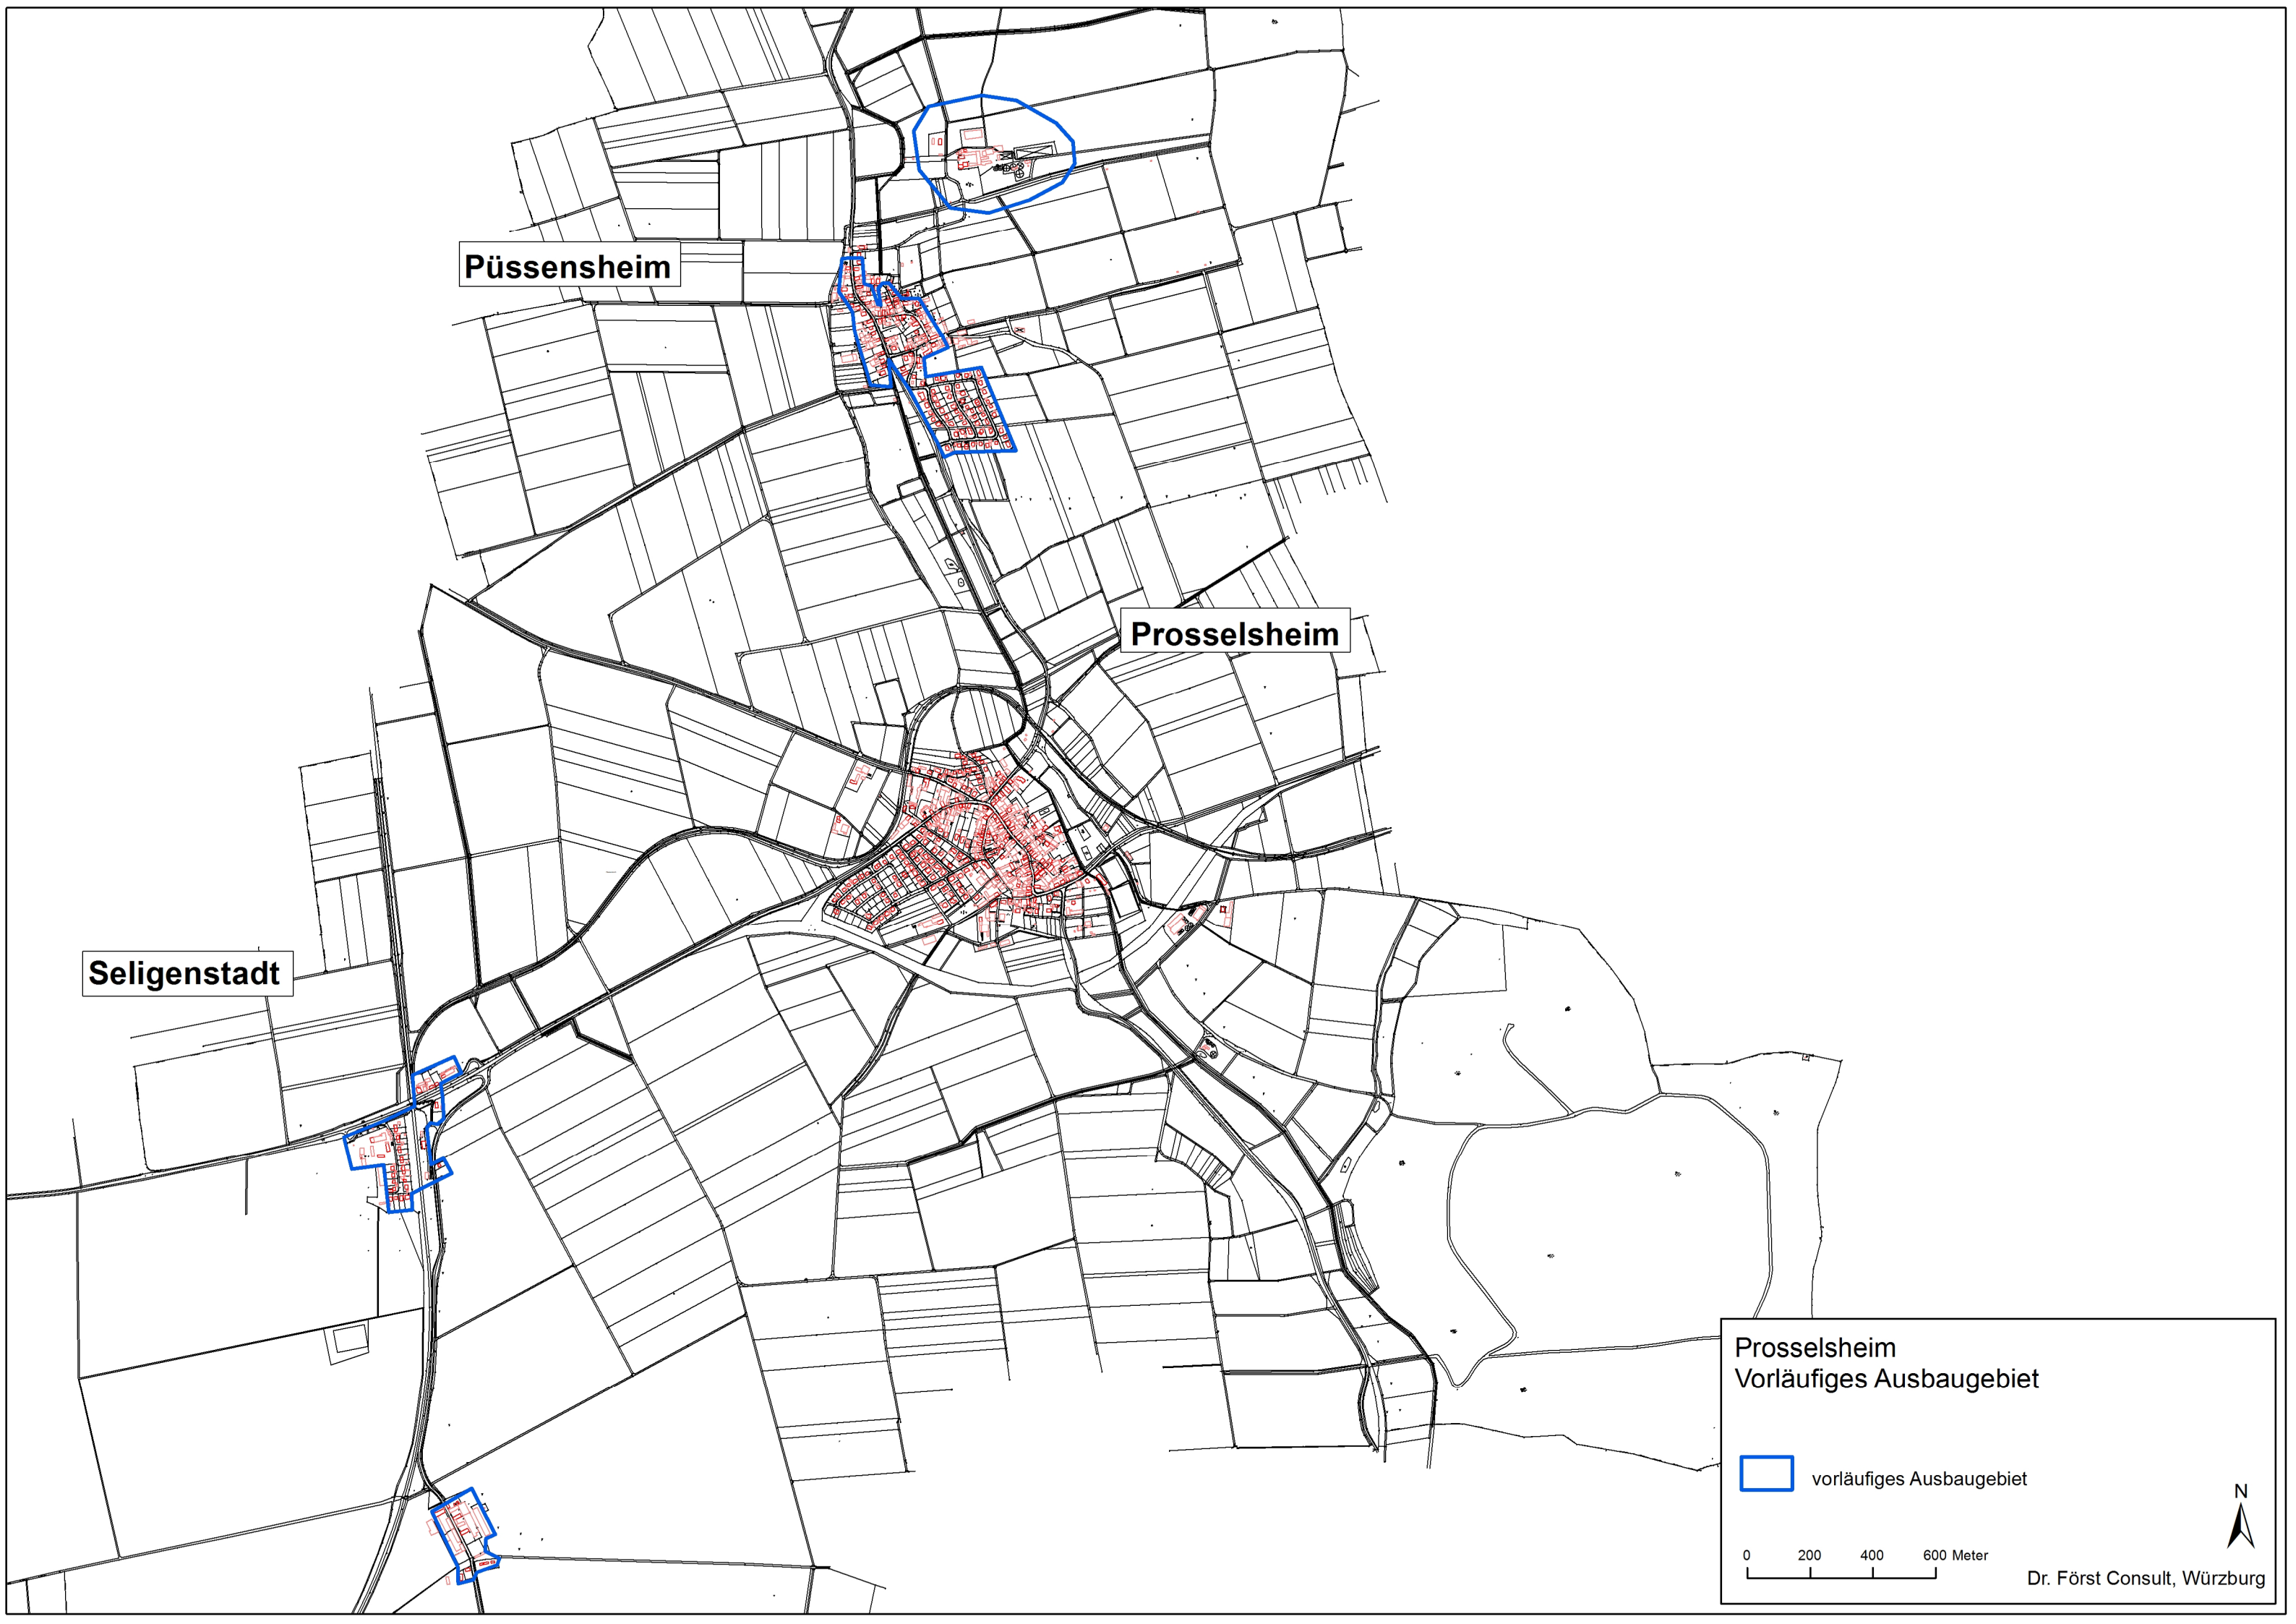 Püssensheim
Prosselsheim
Seligenstadt
Prosselsheim
Vorläufiges Ausbaugebiet
vorläufiges Ausbaugebiet
N
0 200 400 600 Meter
Dr. Först Consult, Würzburg